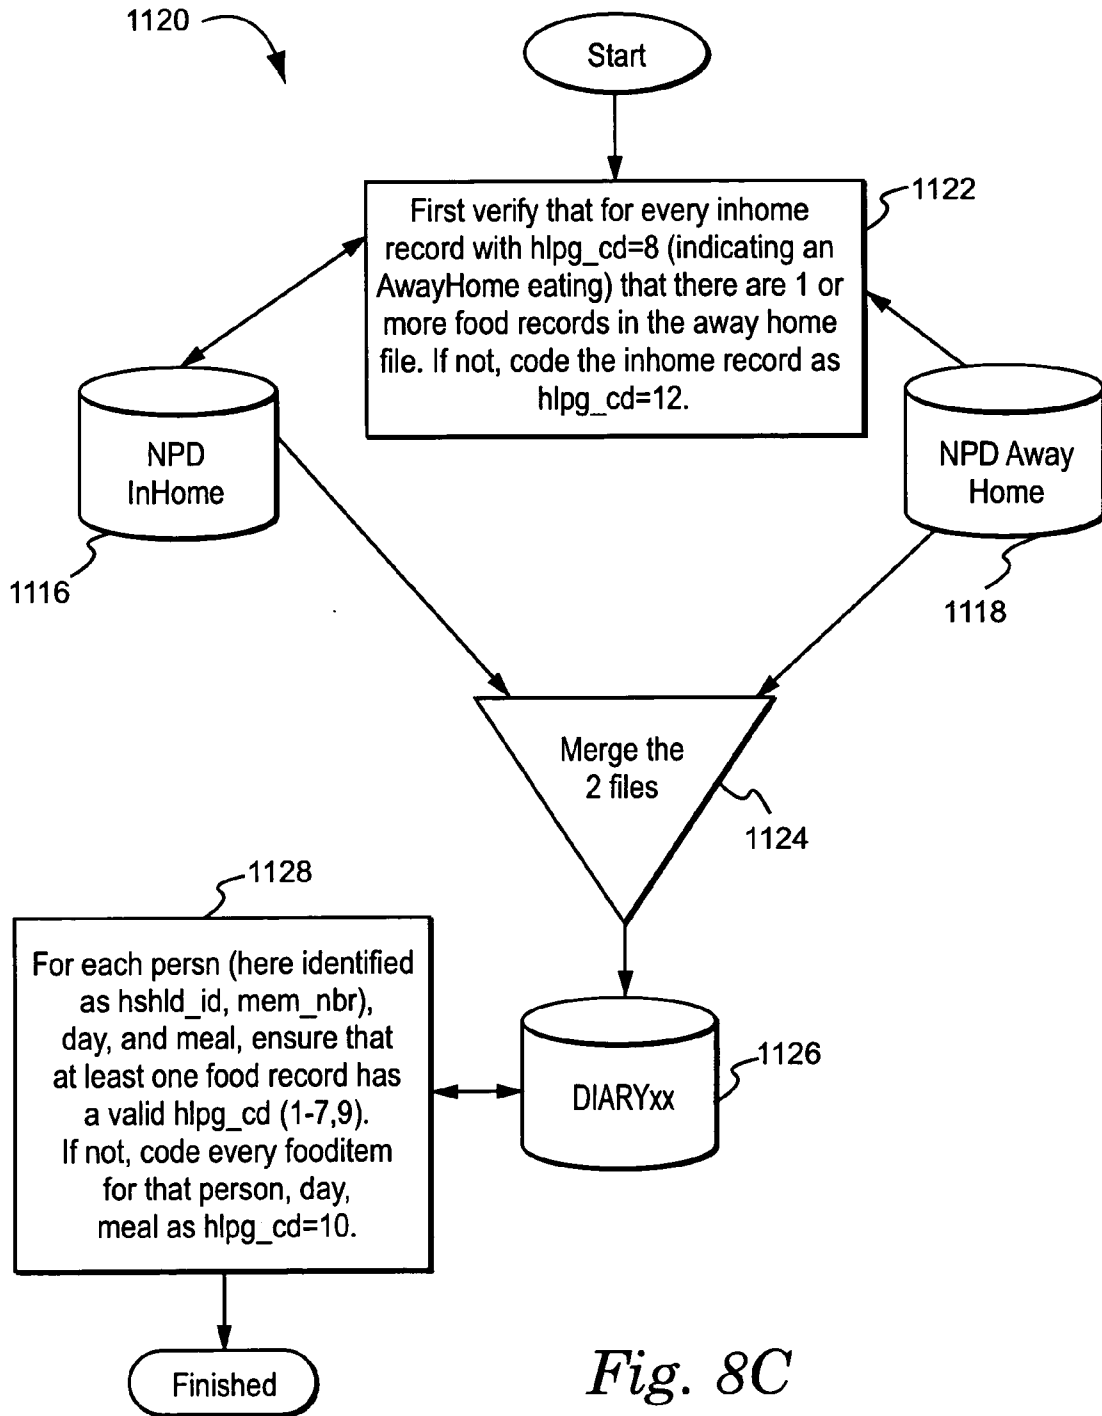 1120
Start
1122
First verify that for every inhome
record with hlpg_cd=8 (indicating an
AwayHome eating) that there are 1 or
more food records in the away home
file. If not, code the inhome record as
hlpg_cd=12.
NPD
InHome
1116
NPD Away
Home
1118
Merge the
2 files
1124
1128
For each persn (here identified
as hshld_id, mem_nbr),
day, and meal, ensure that
at least one food record has
a valid hlpg_cd (1-7,9).
If not, code every fooditem
for that person, day,
meal as hlpg_cd=10.
DIARYxx
1126
Finished
Fig. 8C